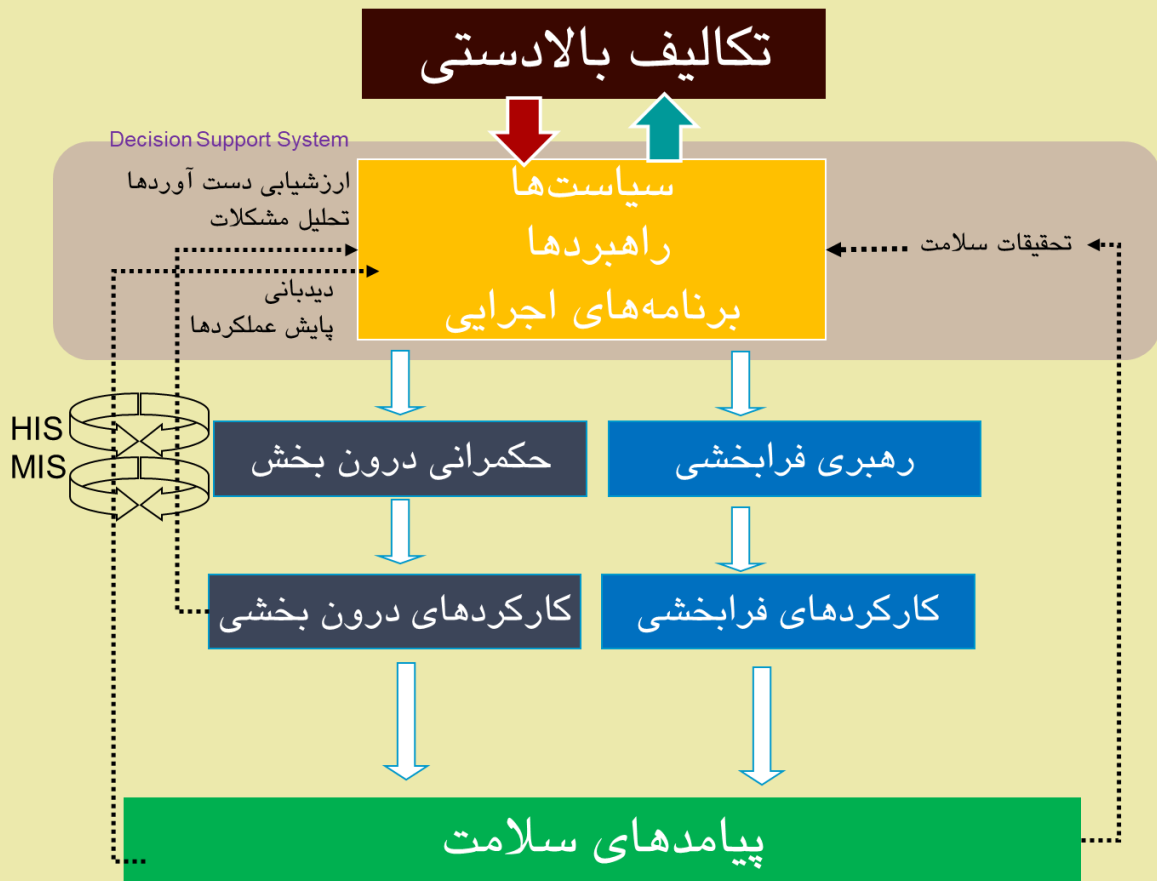 تکالیف بالادستی
Decision Support System
ارزشیابی دست آوردها
تحلیل مشکلات
سیاست‌ها
راهبردها
برنامه‌های اجرایی
تحقیقات سلامت
دیدبانی
پایش عملکردها
HIS
MIS
رهبری فرابخشی
حکمرانی درون بخش
کارکردهای فرابخشی
کارکردهای درون بخشی
پیامدهای سلامت